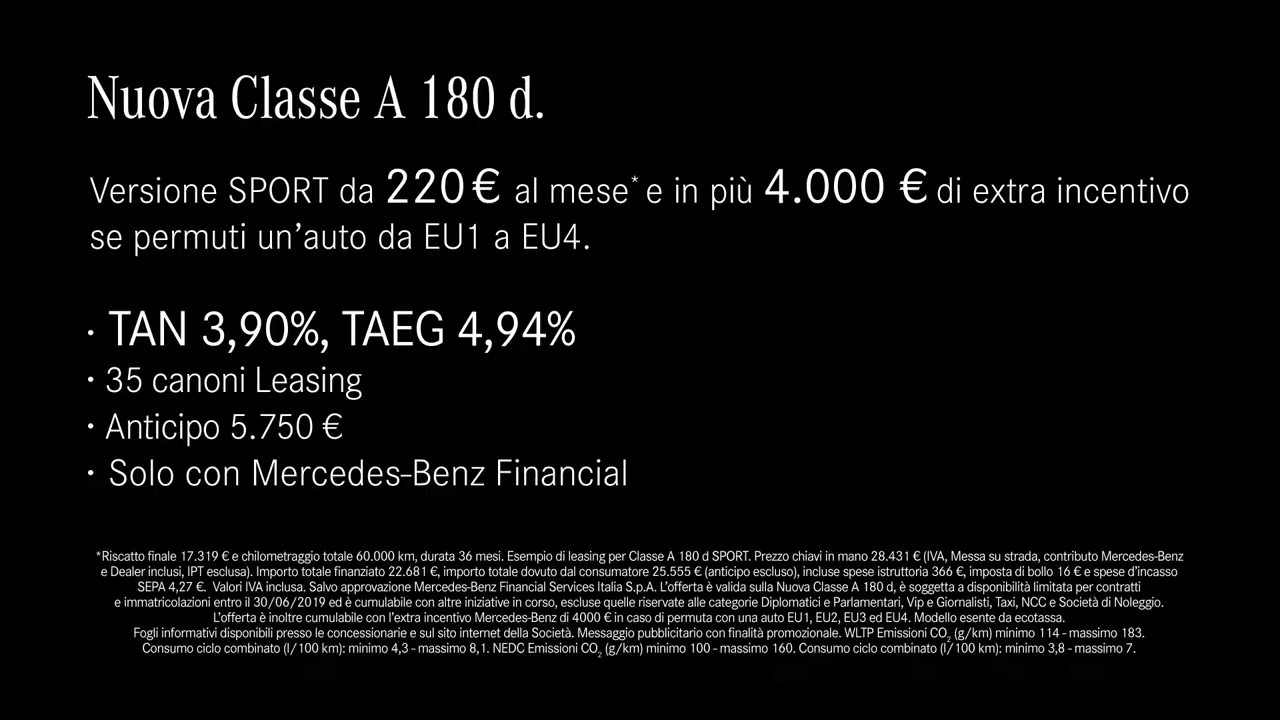 Nuova Classe A 180 d.
Versione SPORT da 220 € al mese* e in più 4.000 € di extra incentivo
se permuti un'auto da EU1 a EU4.
· TAN 3,90%, TAEG 4,94%
· 35 canoni Leasing
· Anticipo 5.750 €
· Solo con Mercedes-Benz Financial
*Riscatto finale 17.319 € e chilometraggio totale 60.000 km, durata 36 mesi. Esempio di leasing per Classe A 180 d SPORT. Prezzo chiavi in mano 28.431 € (IVA, Messa su strada, contributo Mercedes-Benz
e Dealer inclusi, IPT esclusa). Importo totale finanziato 22.681 €, importo totale dovuto dal consumatore 25.555 € (anticipo escluso), incluse spese istruttoria 366 €, imposta di bollo 16 € e spese d'incasso
SEPA 4,27 €. Valori IVA inclusa. Salvo approvazione Mercedes-Benz Financial Services Italia S.p.A. L'offerta è valida sulla Nuova Classe A 180 d, è soggetta a disponibilità limitata per contratti
e immatricolazioni entro il 30/06/2019 ed è cumulabile con altre iniziative in corso, escluse quelle riservate alle categorie Diplomatici e Parlamentari, Vip e Giornalisti, Taxi, NCC e Società di Noleggio.
L'offerta è inoltre cumulabile con l'extra incentivo Mercedes-Benz di 4000 € in caso di permuta con una auto EU1, EU2, EU3 ed EU4. Modello esente da ecotassa.
Fogli informativi disponibili presso le concessionarie e sul sito internet della Società. Messaggio pubblicitario con finalità promozionale. WLTP Emissioni CO₂ (g/km) minimo 114 - massimo 183.
Consumo ciclo combinato (l/100 km): minimo 4,3 - massimo 8,1. NEDC Emissioni CO₂ (g/km) minimo 100 - massimo 160. Consumo ciclo combinato (l/100 km): minimo 3,8 - massimo 7.